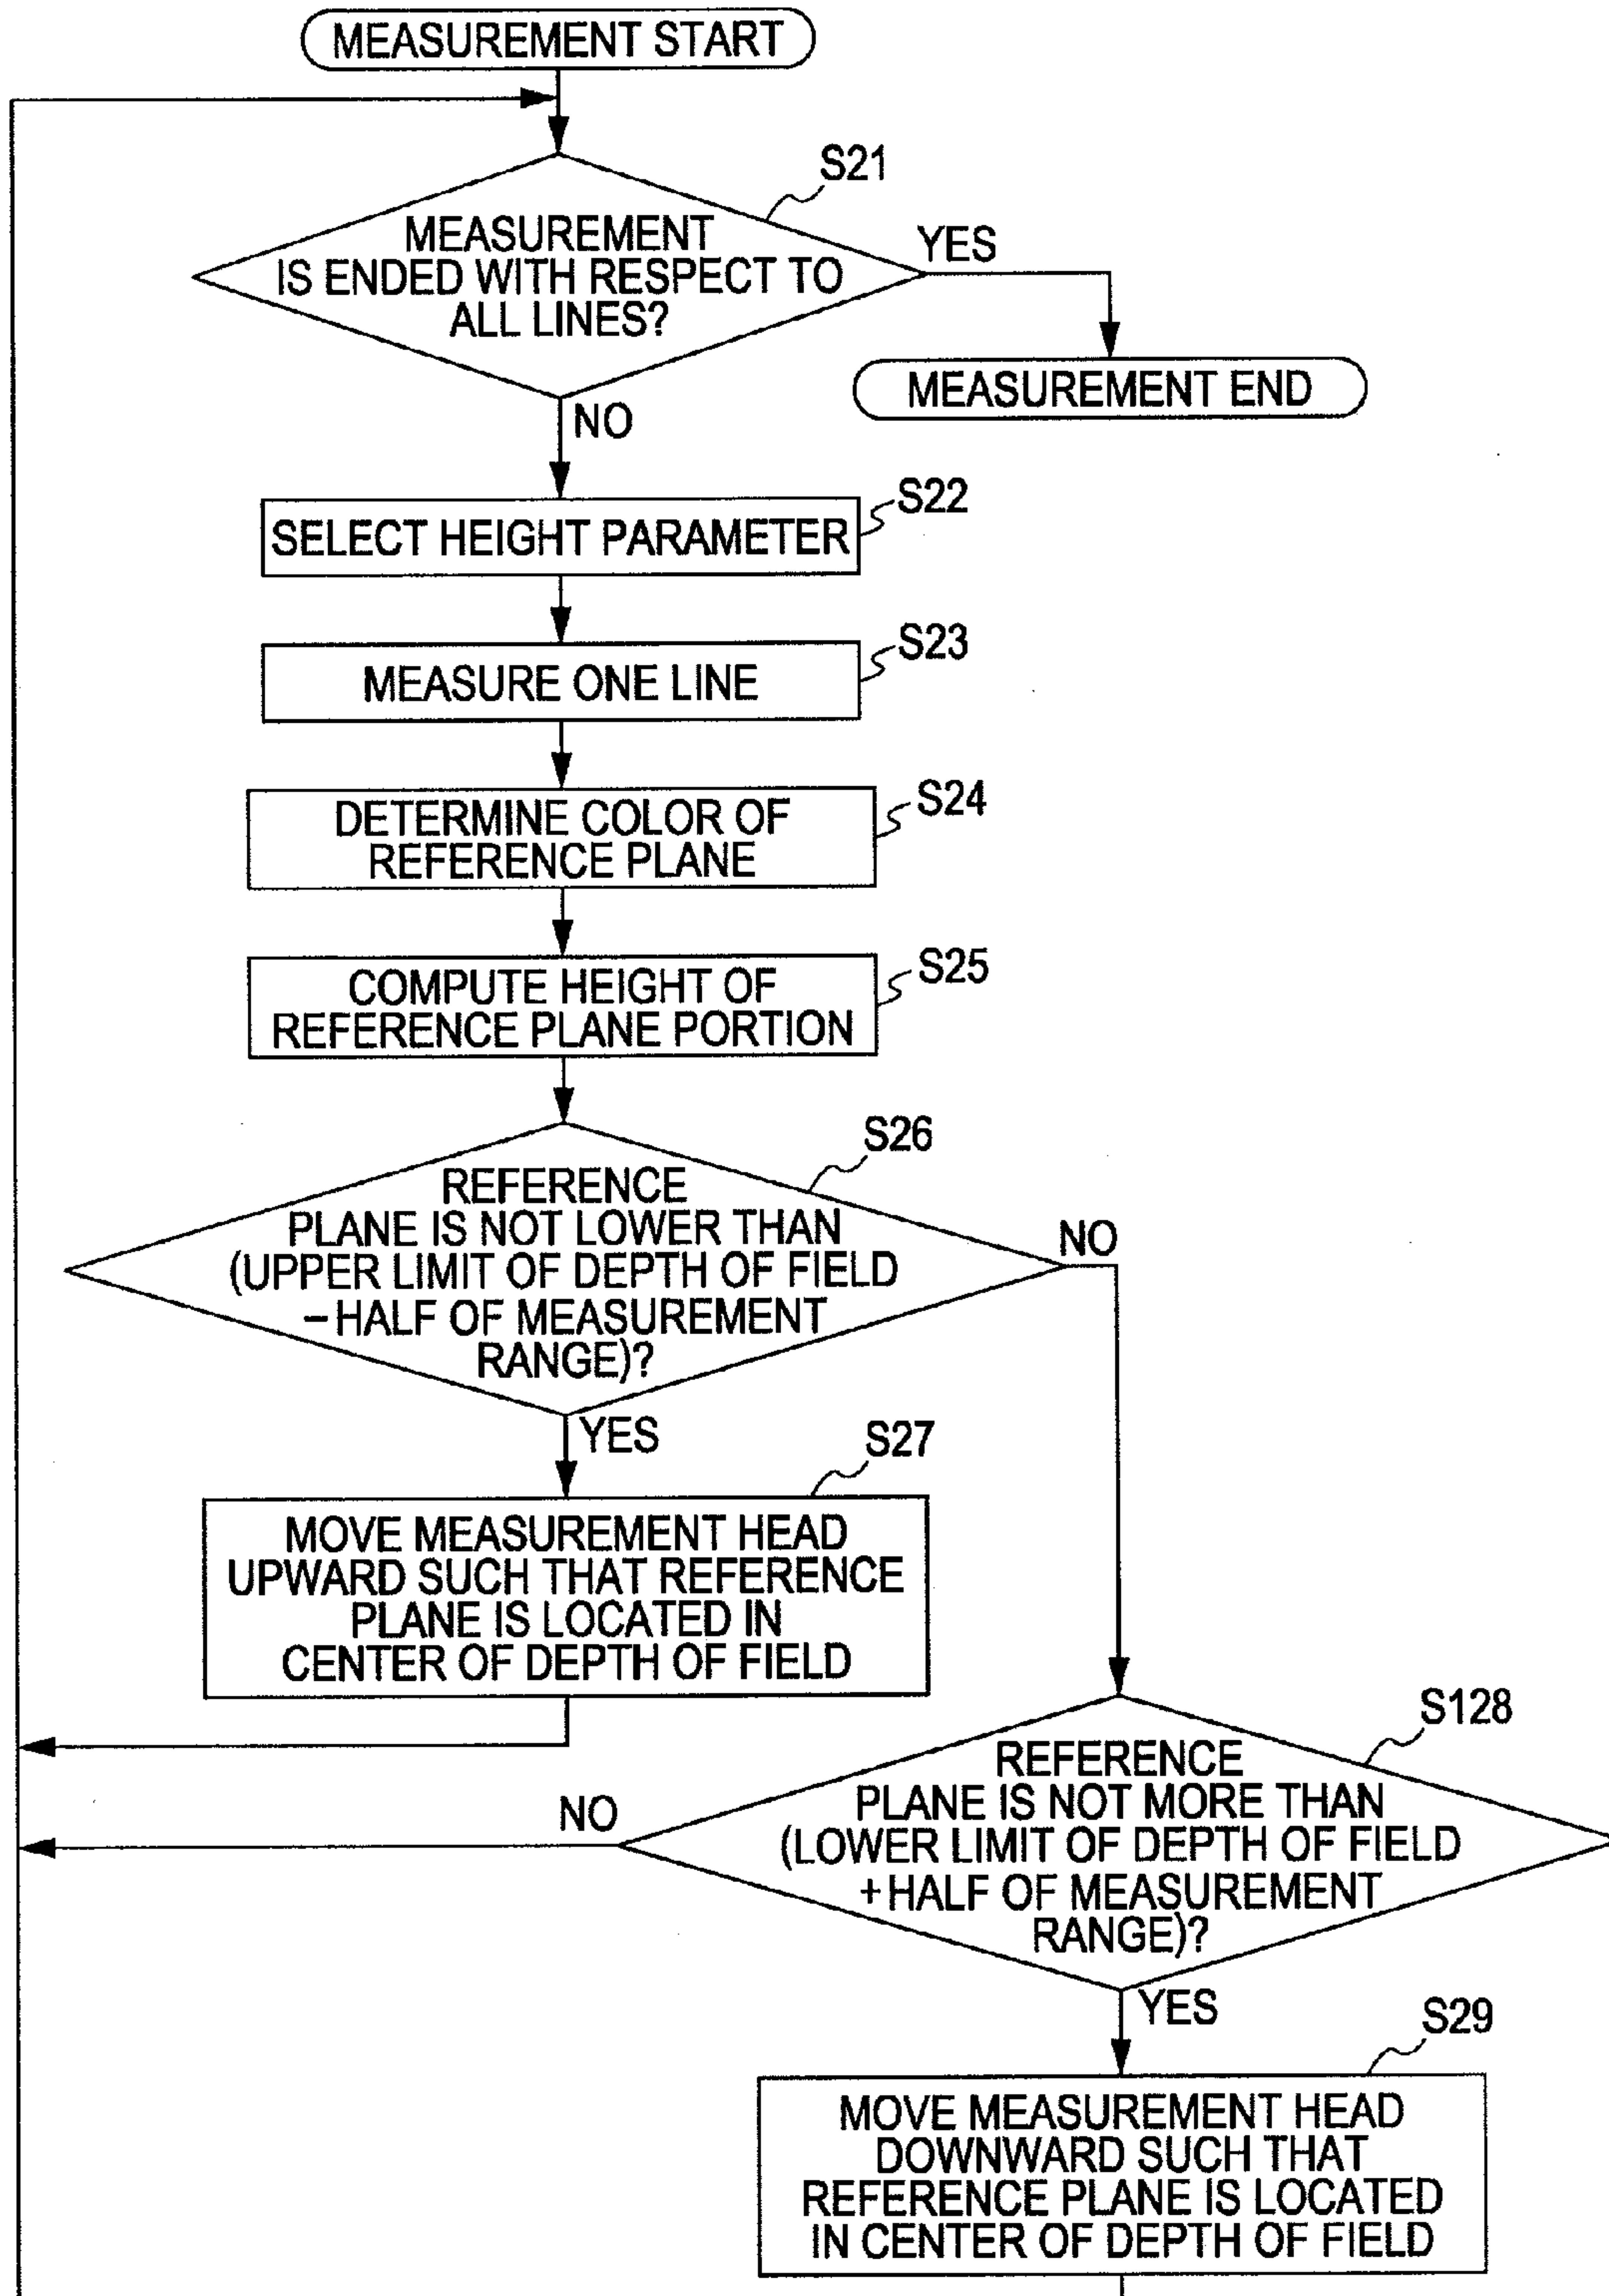 MEASUREMENT START
S21
MEASUREMENT
IS ENDED WITH RESPECT TO
ALL LINES?
YES
MEASUREMENT END
NO
S22
SELECT HEIGHT PARAMETER
S23
MEASURE ONE LINE
S24
DETERMINE COLOR OF
REFERENCE PLANE
S25
COMPUTE HEIGHT OF
REFERENCE PLANE PORTION
S26
REFERENCE
PLANE IS NOT LOWER THAN
(UPPER LIMIT OF DEPTH OF FIELD
−HALF OF MEASUREMENT
RANGE)?
NO
YES
S27
MOVE MEASUREMENT HEAD
UPWARD SUCH THAT REFERENCE
PLANE IS LOCATED IN
CENTER OF DEPTH OF FIELD
S128
REFERENCE
PLANE IS NOT MORE THAN
(LOWER LIMIT OF DEPTH OF FIELD
+HALF OF MEASUREMENT
RANGE)?
NO
YES
S29
MOVE MEASUREMENT HEAD
DOWNWARD SUCH THAT
REFERENCE PLANE IS LOCATED
IN CENTER OF DEPTH OF FIELD